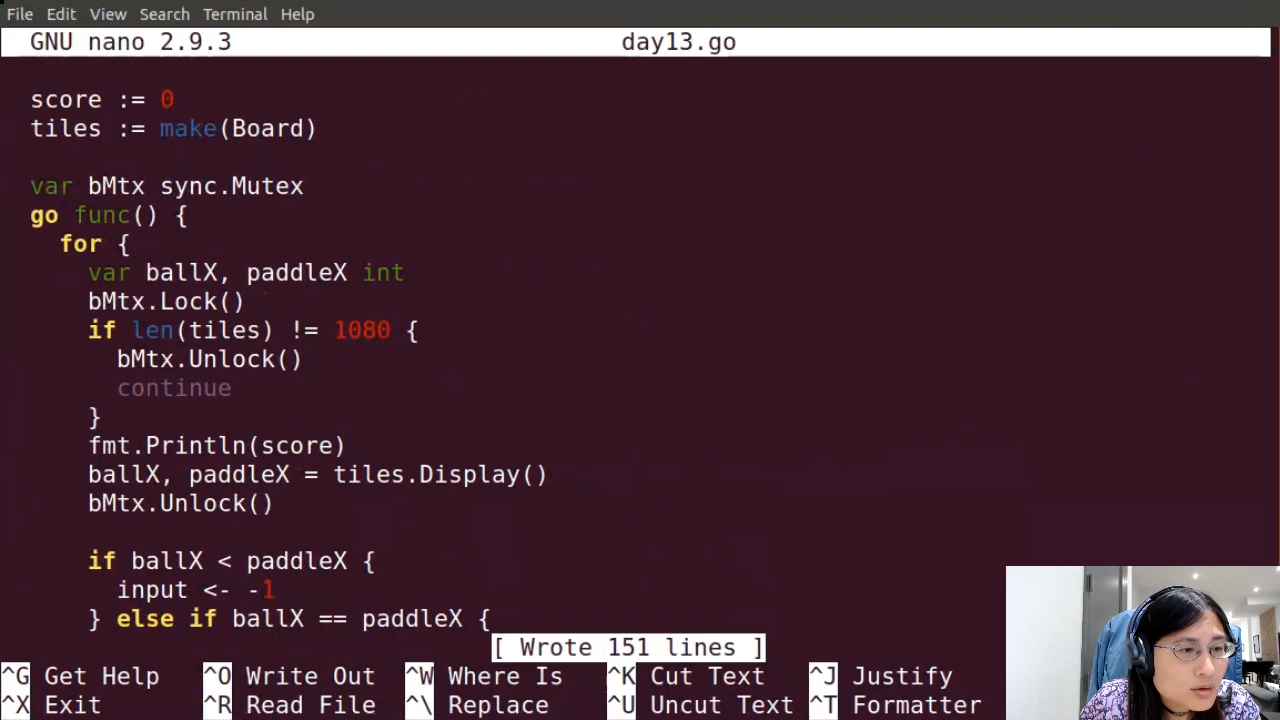 File Edit View Search Terminal Help
GNU nano 2.9.3 day13.go
score := 0
tiles := make(Board)
var bMtx sync.Mutex
go func() {
for {
var ballX, paddleX int
bMtx.Lock()
if len(tiles) != 1080 {
bMtx.Unlock()
continue
}
fmt.Println(score)
ballX, paddleX = tiles.Display()
bMtx.Unlock()
if ballX < paddleX {
input <- -1
} else if ballX == paddleX {
[ Wrote 151 lines ]
^G Get Help ^O Write Out ^W Where Is ^K Cut Text ^J Justify
^X Exit ^R Read File ^\ Replace ^U Uncut Text ^T Formatter